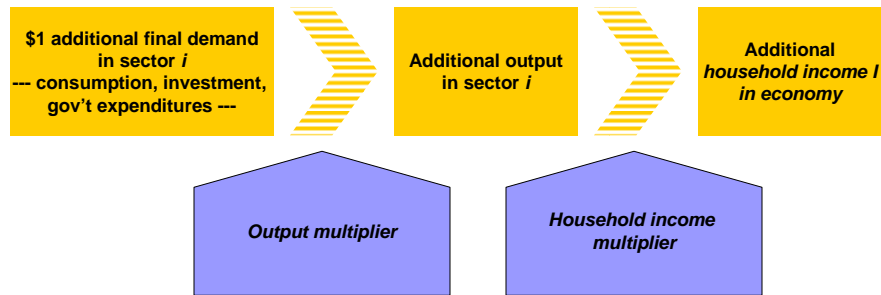 $1 additional final demand
in sector i
--- consumption, investment,
gov't expenditures ---
Additional output
in sector i
Additional
household income I
in economy
Output multiplier
Household income
multiplier